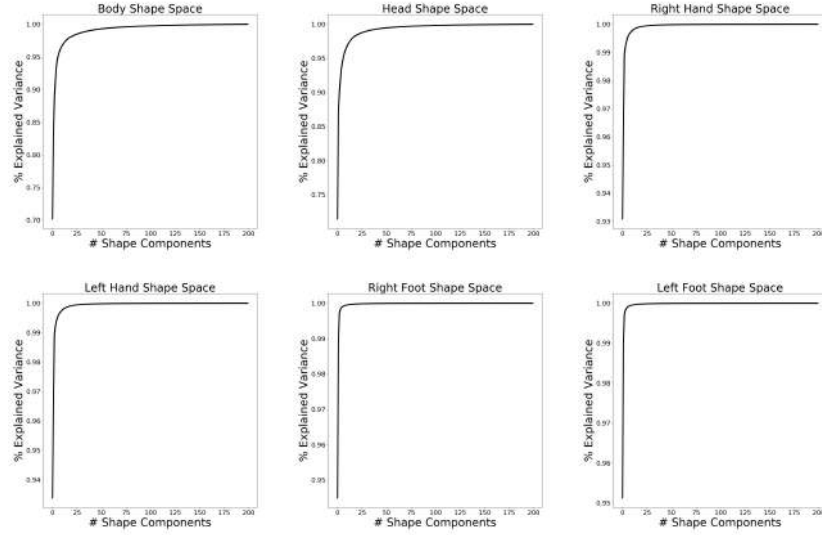 Body Shape Space
1.00
0.95
0.90
0.85
0.80
0.75
0.70
% Explained Variance
0 25 50 75 100 125 150 175 200
# Shape Components
Head Shape Space
1.00
0.95
0.90
0.85
0.80
0.75
% Explained Variance
0 25 50 75 100 125 150 175 200
# Shape Components
Right Hand Shape Space
1.00
0.99
0.98
0.97
0.96
0.95
0.94
0.93
% Explained Variance
0 25 50 75 100 125 150 175 200
# Shape Components
Left Hand Shape Space
1.00
0.99
0.98
0.97
0.96
0.95
0.94
% Explained Variance
0 25 50 75 100 125 150 175 200
# Shape Components
Right Foot Shape Space
1.00
0.99
0.98
0.97
0.96
0.95
% Explained Variance
0 25 50 75 100 125 150 175 200
# Shape Components
Left Foot Shape Space
1.00
0.99
0.98
0.97
0.96
0.95
% Explained Variance
0 25 50 75 100 125 150 175 200
# Shape Components